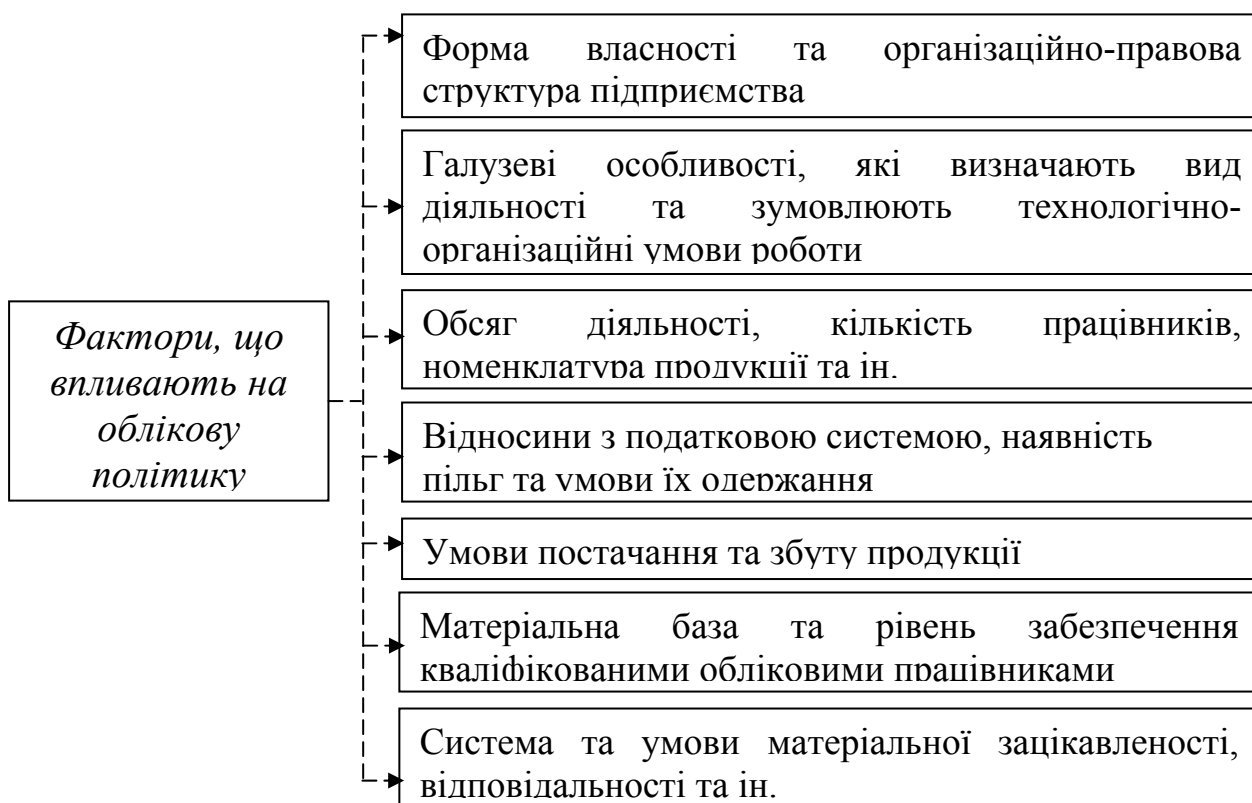 Форма власності та організаційно-правова
структура підприємства
Галузеві особливості, які визначають вид
діяльності та зумовлюють технологічно-
організаційні умови роботи
Фактори, що
впливають на
облікову
політику
Обсяг діяльності, кількість працівників,
номенклатура продукції та ін.
Відносини з податковою системою, наявність
пільг та умови їх одержання
Умови постачання та збуту продукції
Матеріальна база та рівень забезпечення
кваліфікованими обліковими працівниками
Система та умови матеріальної зацікавленості,
відповідальності та ін.